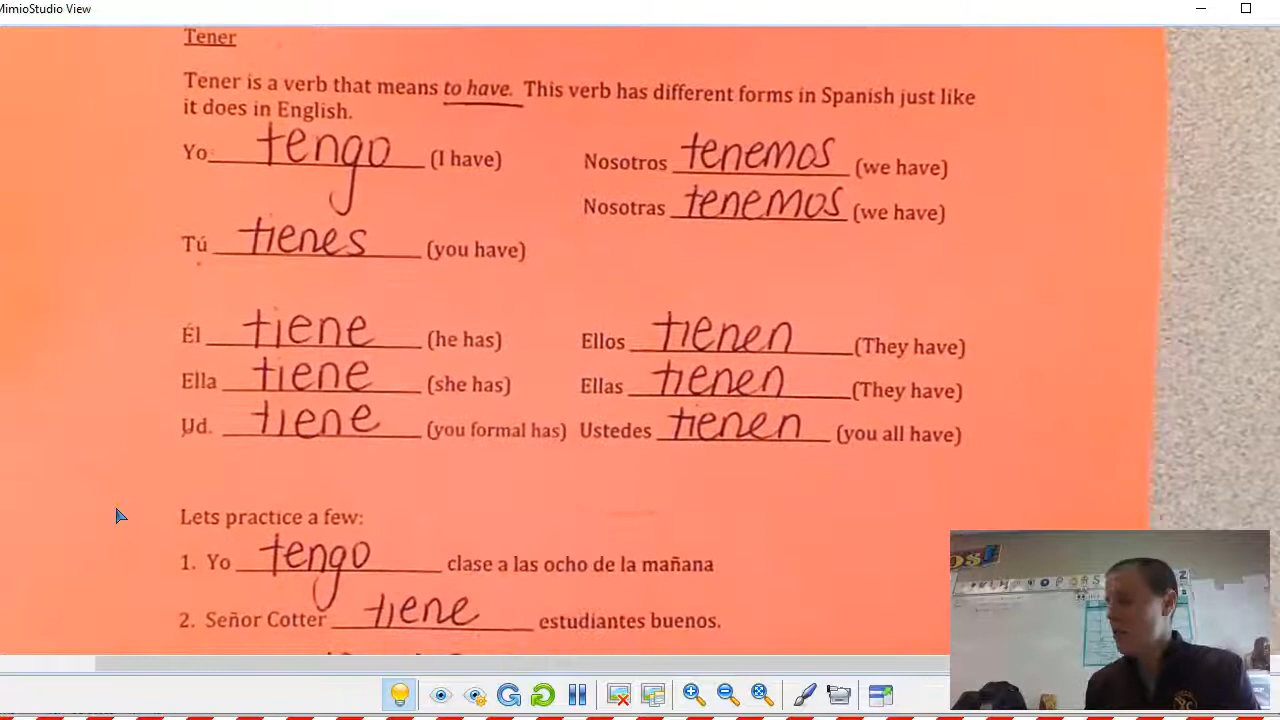 MimioStudio View
Tener
Tener is a verb that means to have. This verb has different forms in Spanish just like
it does in English.
Yo tengo (I have)
Nosotros tenemos (we have)
Nosotras tenemos (we have)
Tú tienes (you have)
Él tiene (he has)
Ellos tienen (They have)
Ella tiene (she has)
Ellas tienen (They have)
Ud. tiene (you formal has)
Ustedes tienen (you all have)
Lets practice a few:
1. Yo tengo clase a las ocho de la mañana
2. Señor Cotter tiene estudiantes buenos.